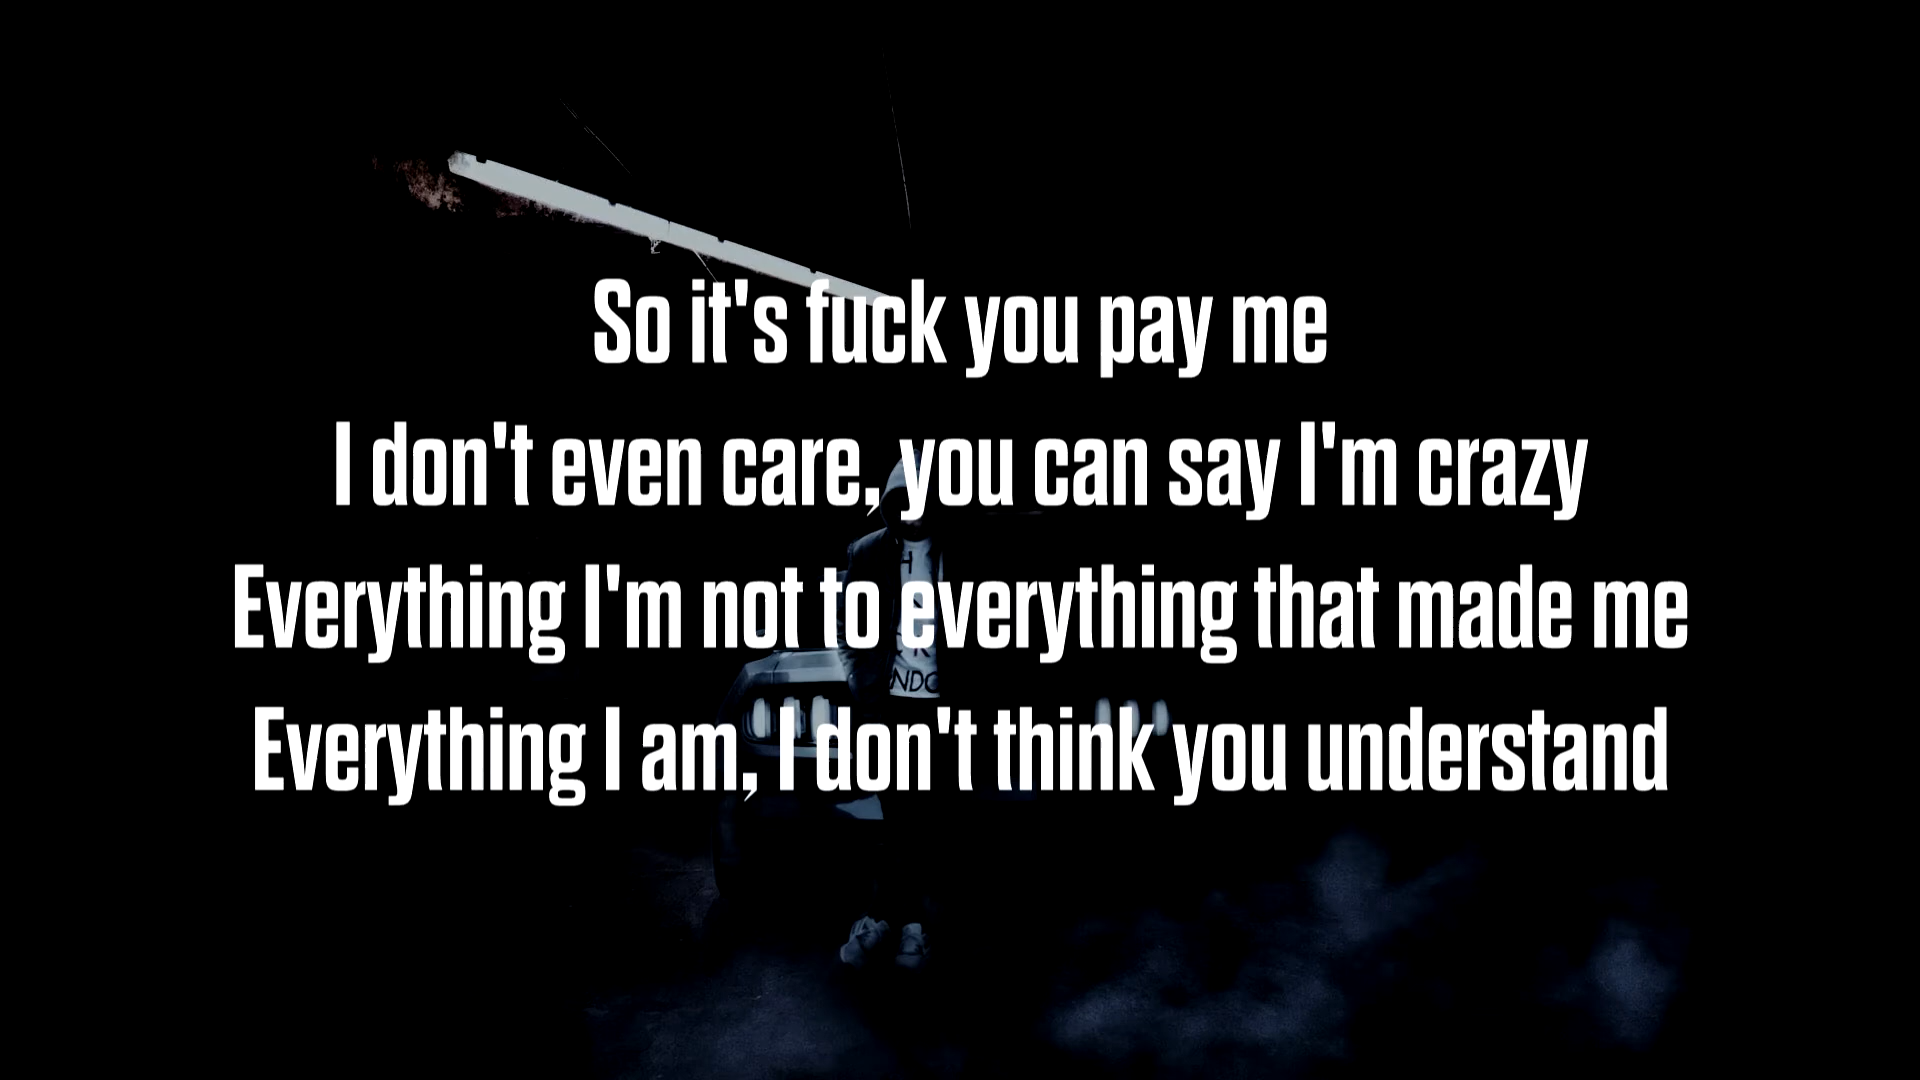 So it's fuck you pay me
I don't even care, you can say I'm crazy
Everything I'm not to everything that made me
Everything I am, I don't think you understand